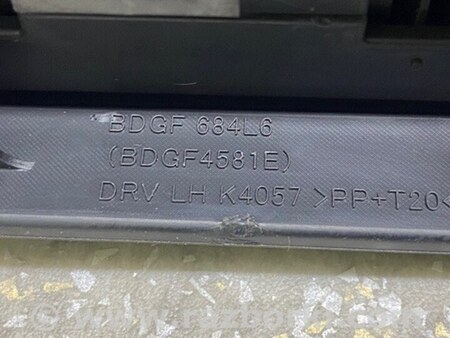 BDGF 684L6
(BDGF4581E)
DRV LH K4057 >PP+T20<